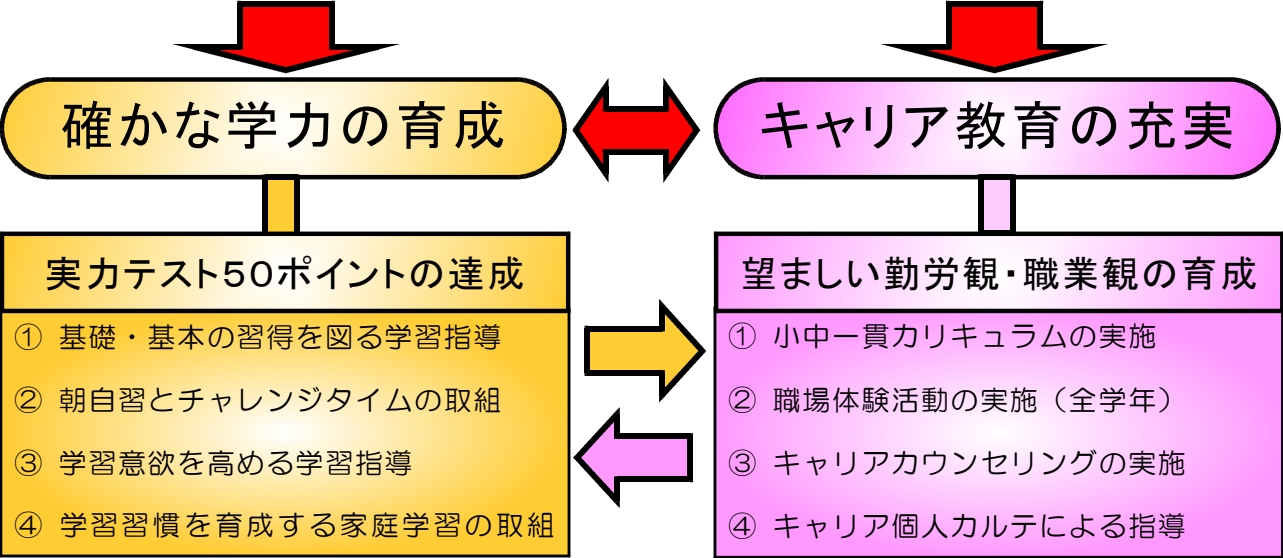 確かな学力の育成
キャリア教育の充実
実力テスト50ポイントの達成
① 基礎・基本の習得を図る学習指導
② 朝自習とチャレンジタイムの取組
③ 学習意欲を高める学習指導
④ 学習習慣を育成する家庭学習の取組
望ましい勤労観・職業観の育成
① 小中一貫カリキュラムの実施
② 職場体験活動の実施（全学年）
③ キャリアカウンセリングの実施
④ キャリア個人カルテによる指導